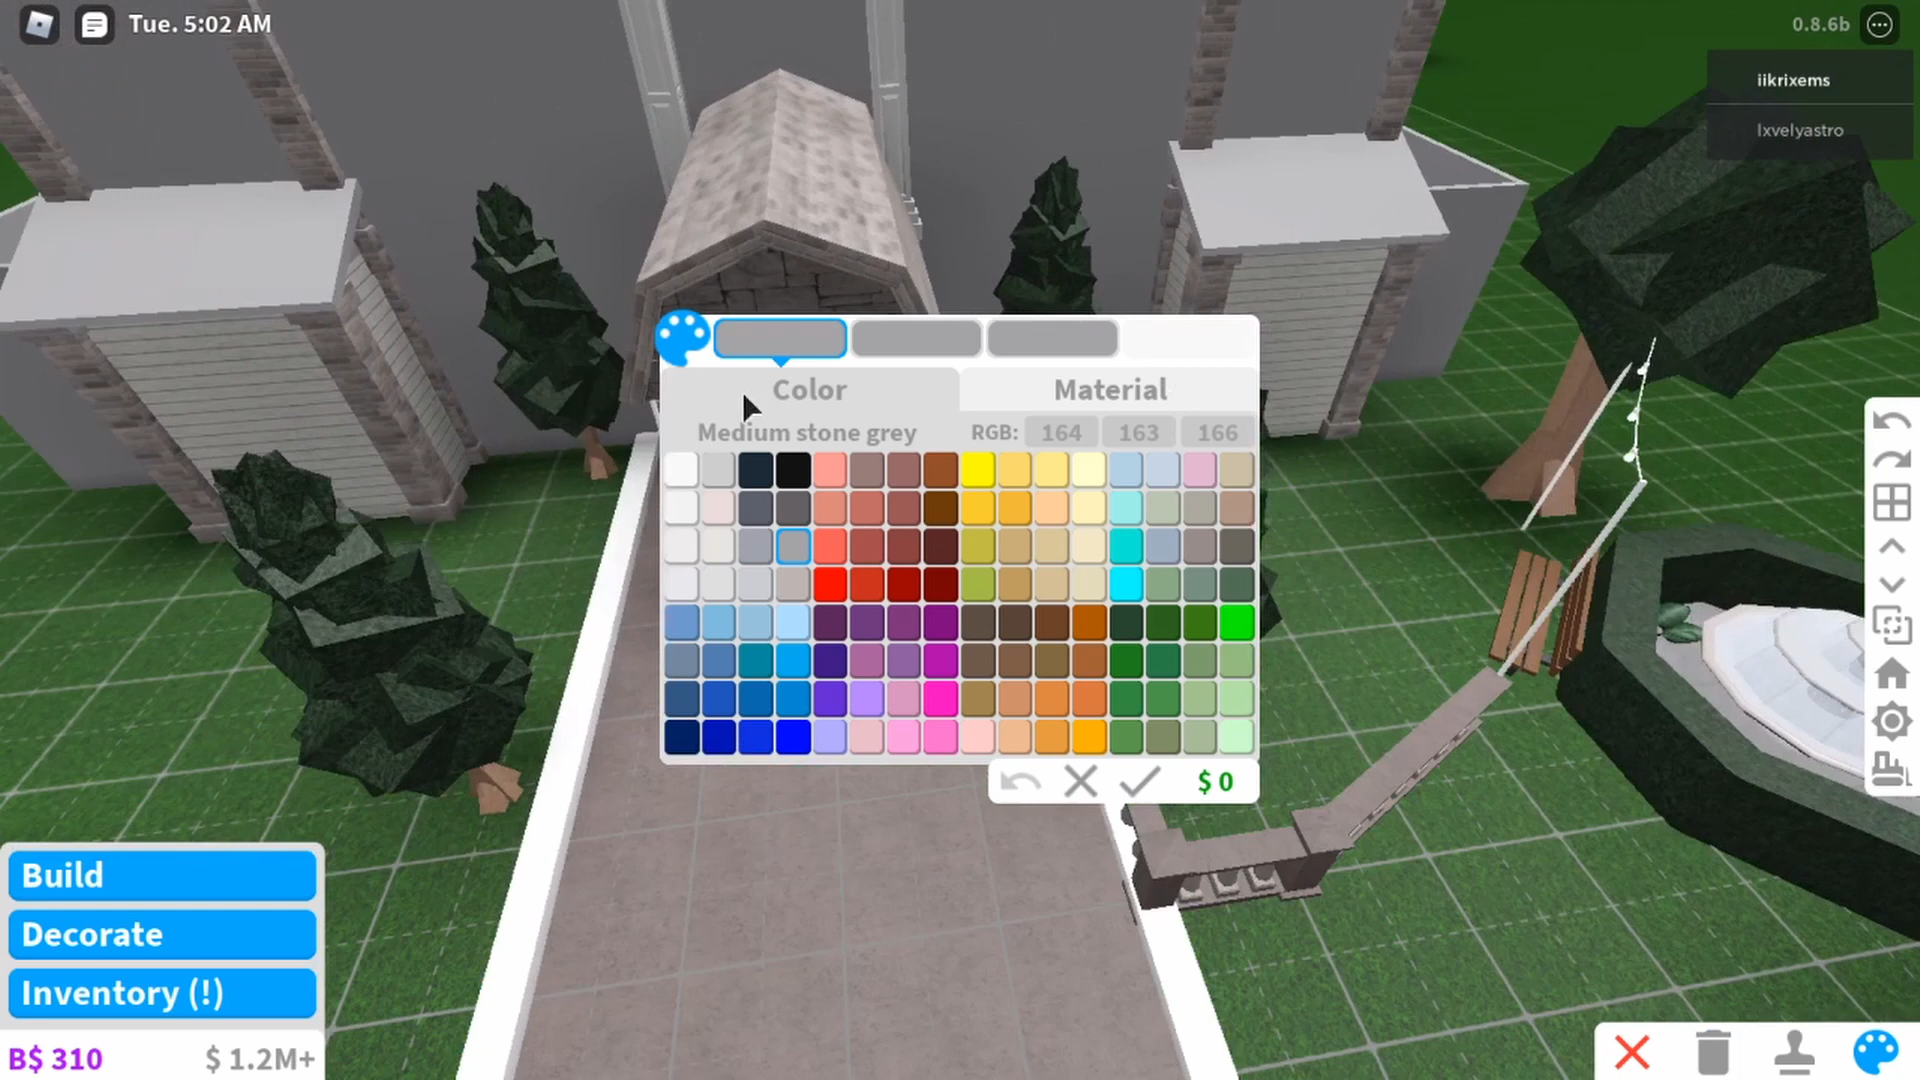 Tue. 5:02 AM
0.8.6b
iikrixems
lxvelyastro
Color
Material
Medium stone grey
RGB: 164 163 166
$ 0
Build
Decorate
Inventory (!)
B$ 310
$ 1.2M+